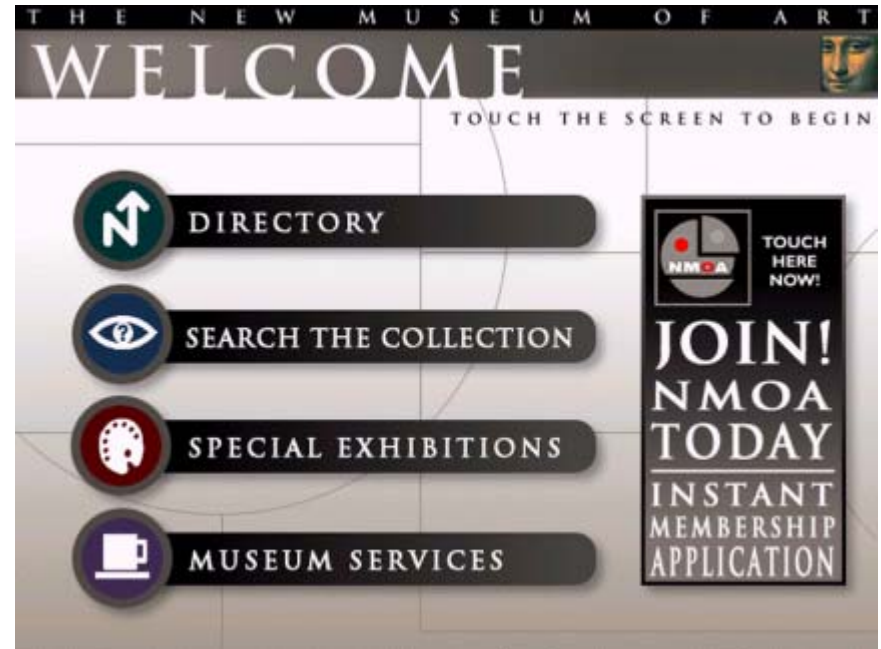 THE NEW MUSEUM OF ART
WELCOME
TOUCH THE SCREEN TO BEGIN
DIRECTORY
SEARCH THE COLLECTION
SPECIAL EXHIBITIONS
MUSEUM SERVICES
NMOA
TOUCH
HERE
NOW!
JOIN!
NMOA
TODAY
INSTANT
MEMBERSHIP
APPLICATION
N
?